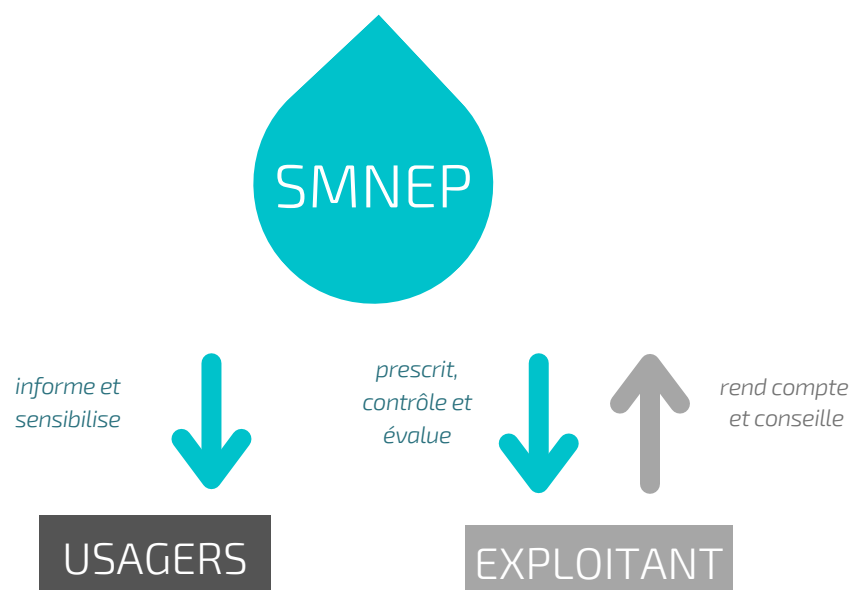 SMNEP
informe et
sensibilise
prescrit,
contrôle et
évalue
rend compte
et conseille
USAGERS
EXPLOITANT